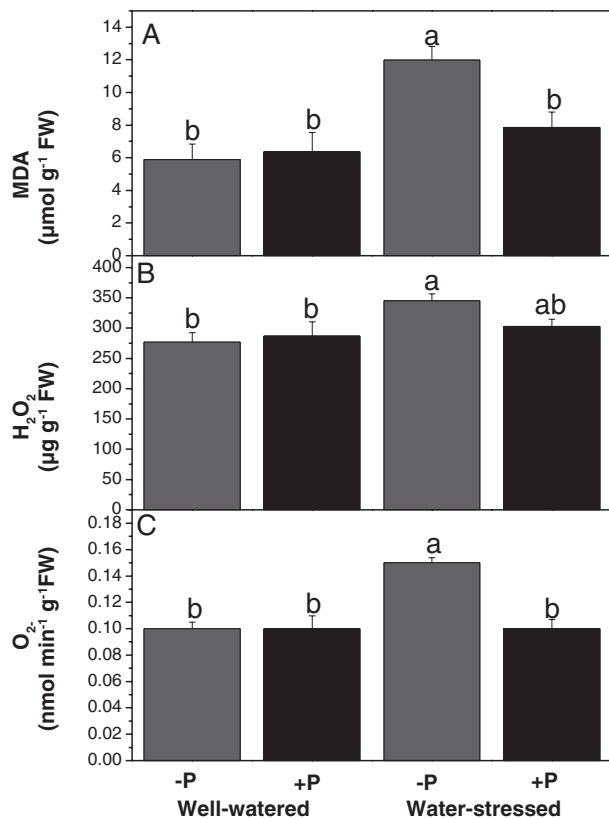 A
MDA
(µmol g⁻¹ FW)
14
12
10
8
6
4
2
0
b
b
a
b
B
H₂O₂
(µg g⁻¹ FW)
400
350
300
250
200
150
100
50
0
b
b
a
ab
C
O₂₋
(nmol min⁻¹ g⁻¹FW)
0.18
0.16
0.14
0.12
0.10
0.08
0.06
0.04
0.02
0.00
b
b
a
b
-P +P -P +P
Well-watered Water-stressed